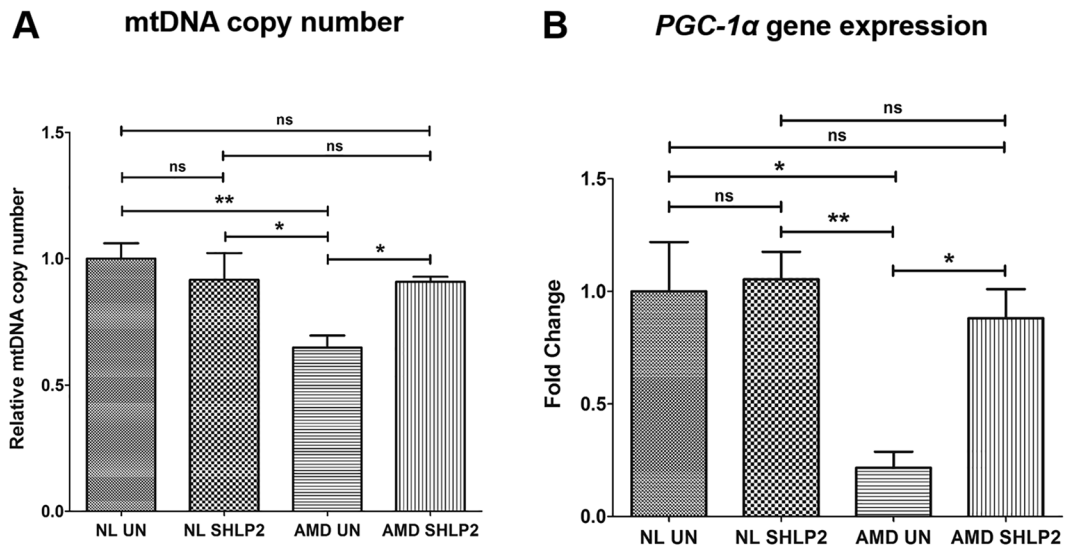 A
mtDNA copy number
Relative mtDNA copy number
1.5
1.0
0.5
0.0
ns
ns
ns
**
*
*
NL UN
NL SHLP2
AMD UN
AMD SHLP2
B
PGC-1α gene expression
Fold Change
1.5
1.0
0.5
0.0
ns
ns
*
ns
**
*
NL UN
NL SHLP2
AMD UN
AMD SHLP2